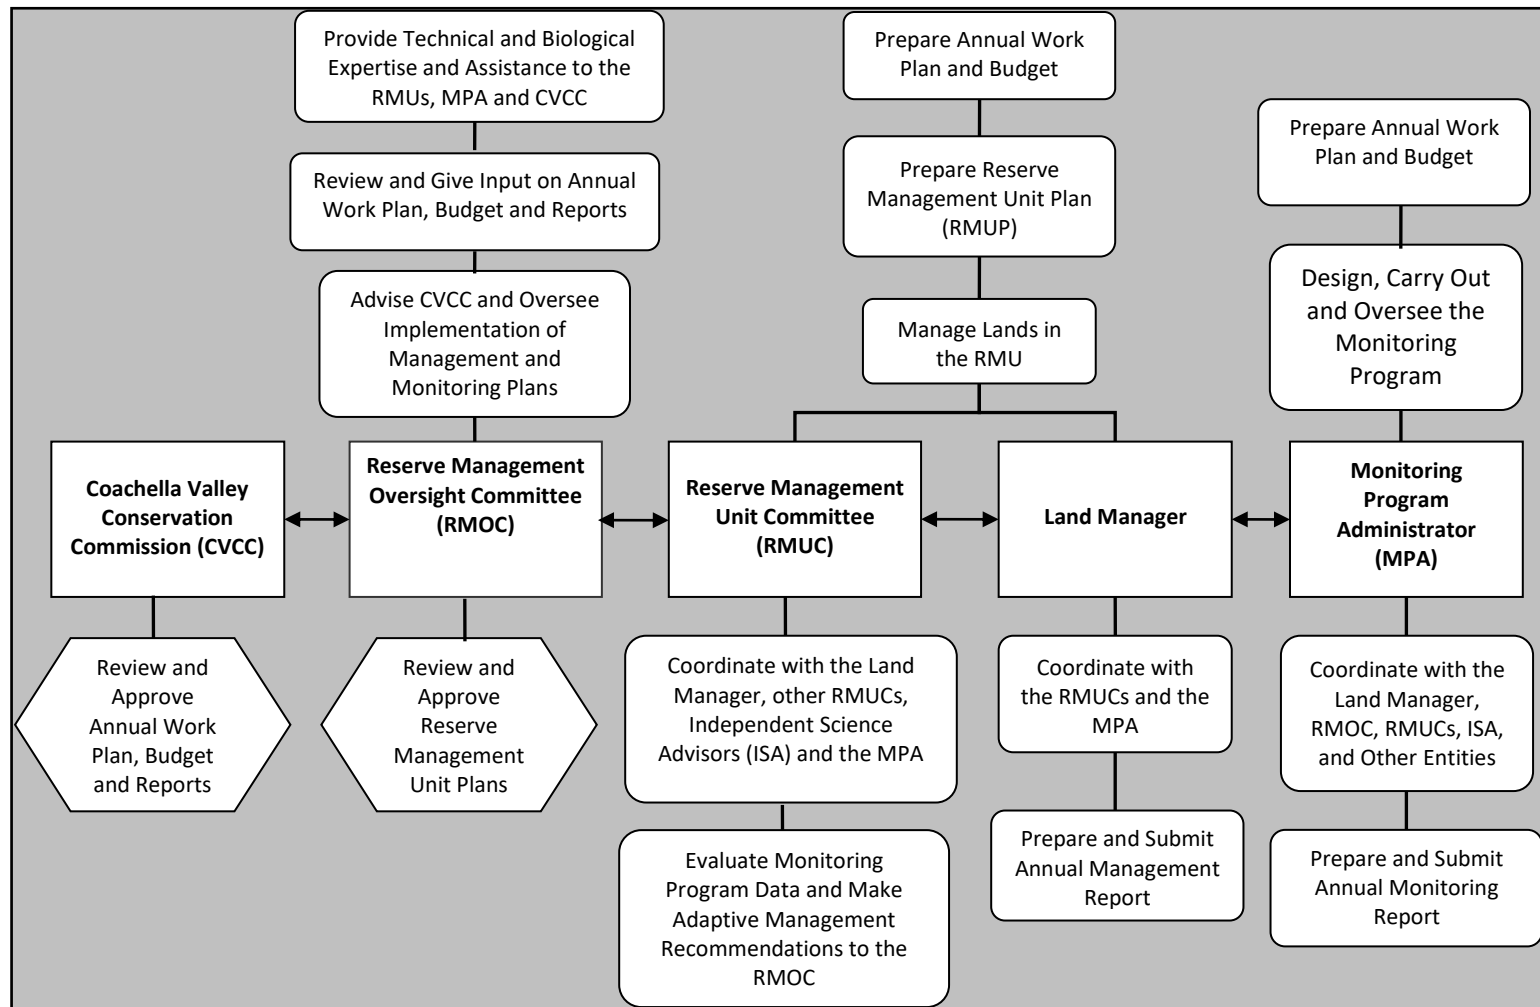 Provide Technical and Biological
Expertise and Assistance to the
RMUs, MPA and CVCC
Review and Give Input on Annual
Work Plan, Budget and Reports
Advise CVCC and Oversee
Implementation of
Management and
Monitoring Plans
Prepare Annual Work
Plan and Budget
Prepare Reserve
Management Unit Plan
(RMUP)
Manage Lands in
the RMU
Prepare Annual Work
Plan and Budget
Design, Carry Out
and Oversee the
Monitoring
Program
Coachella Valley
Conservation
Commission (CVCC)
Reserve Management
Oversight Committee
(RMOC)
Reserve Management
Unit Committee
(RMUC)
Land Manager
Monitoring
Program
Administrator
(MPA)
Review and
Approve
Annual Work
Plan, Budget
and Reports
Review and
Approve
Reserve
Management
Unit Plans
Coordinate with the Land
Manager, other RMUCs,
Independent Science
Advisors (ISA) and the MPA
Evaluate Monitoring
Program Data and Make
Adaptive Management
Recommendations to the
RMOC
Coordinate with
the RMUCs and the
MPA
Prepare and Submit
Annual Management
Report
Coordinate with the
Land Manager,
RMOC, RMUCs, ISA,
and Other Entities
Prepare and Submit
Annual Monitoring
Report